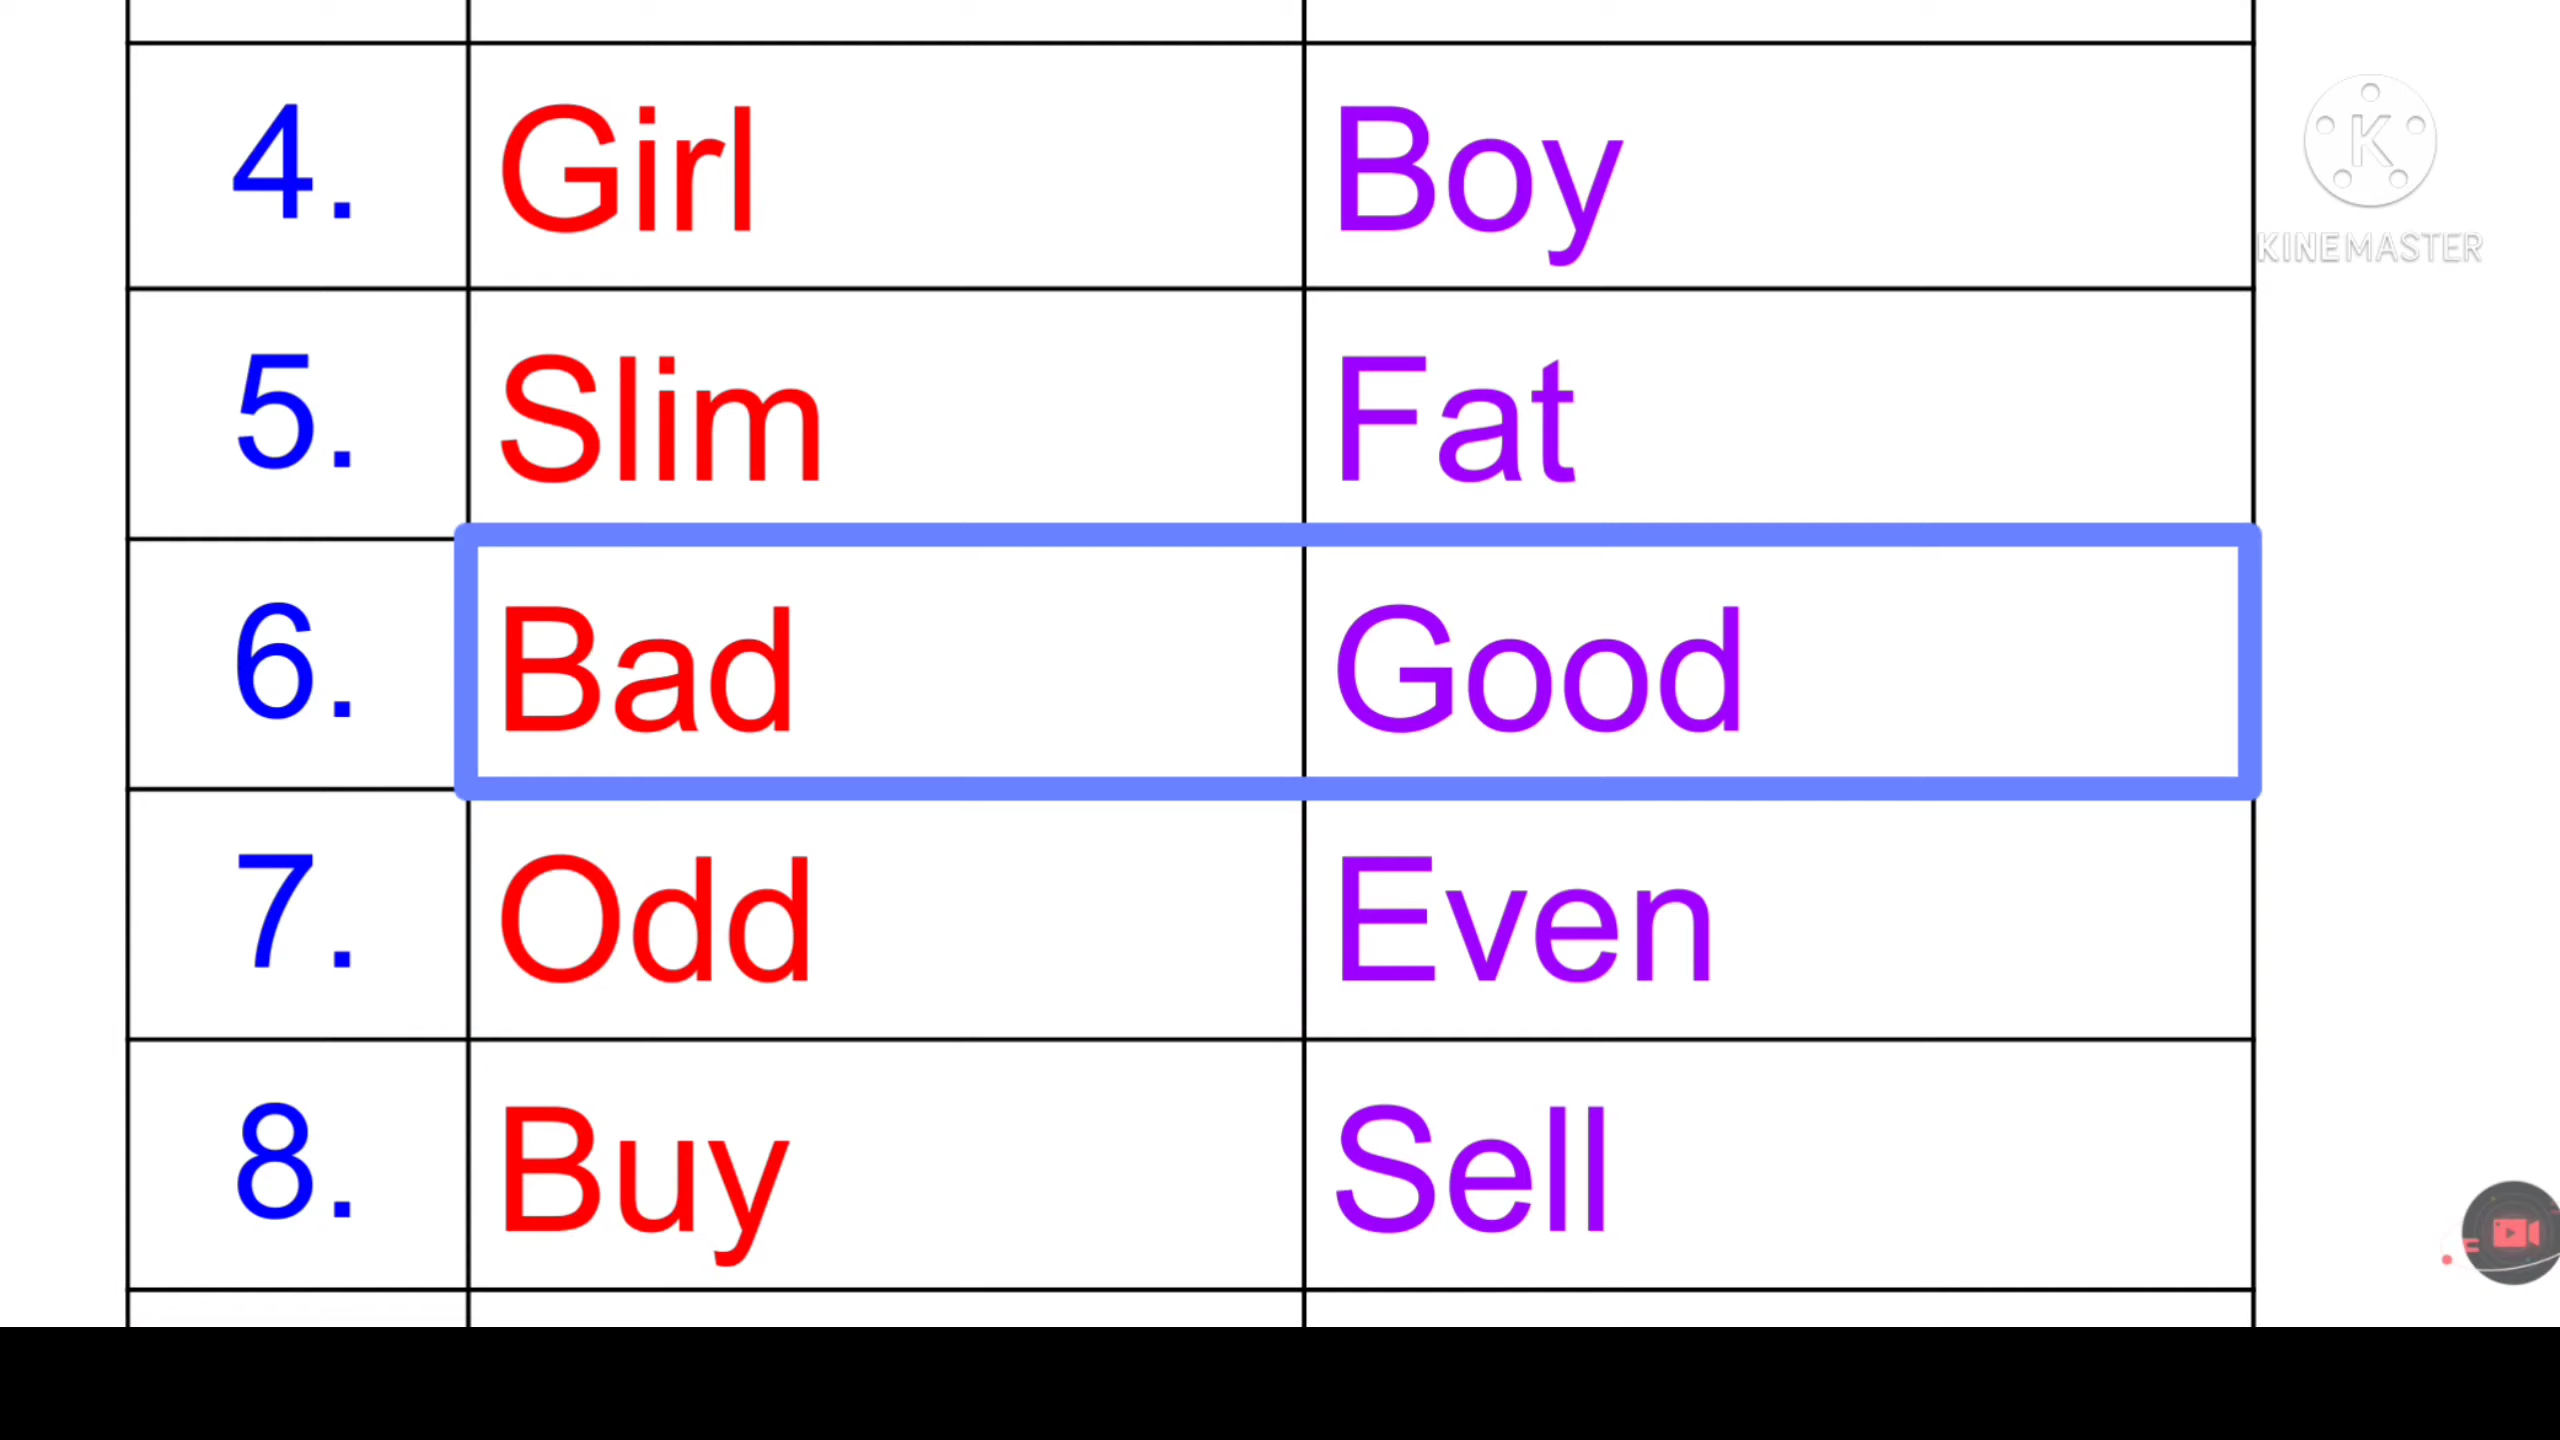 4. Girl Boy
KINEMASTER
5. Slim Fat
6. Bad Good
7. Odd Even
8. Buy Sell